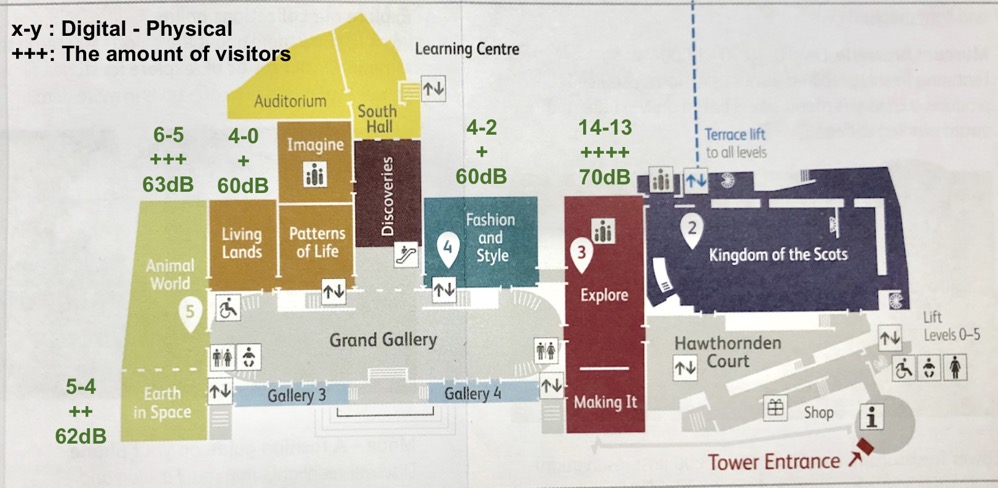 x-y : Digital - Physical
+++: The amount of visitors
Learning Centre
Auditorium
South
Hall
6-5
+++
63dB
4-0
+
60dB
Imagine
Discoveries
4-2
+
60dB
14-13
++++
70dB
Terrace lift
to all levels
Living
Lands
Patterns
of Life
4
Fashion
and
Style
3
2
Kingdom of the Scots
Animal
World
5
Explore
Grand Gallery
Hawthornden
Court
Lift
Levels 0–5
5-4
++
62dB
Earth
in Space
Gallery 3
Gallery 4
Making It
Shop
i
Tower Entrance